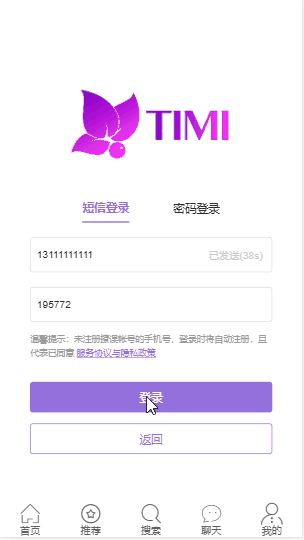 TIMI
短信登录
密码登录
13111111111
已发送(38s)
195772
温馨提示：未注册撩课帐号的手机号，登录时将自动注册，且
代表已同意 服务协议与隐私政策
登录
返回
首页
推荐
搜索
聊天
我的